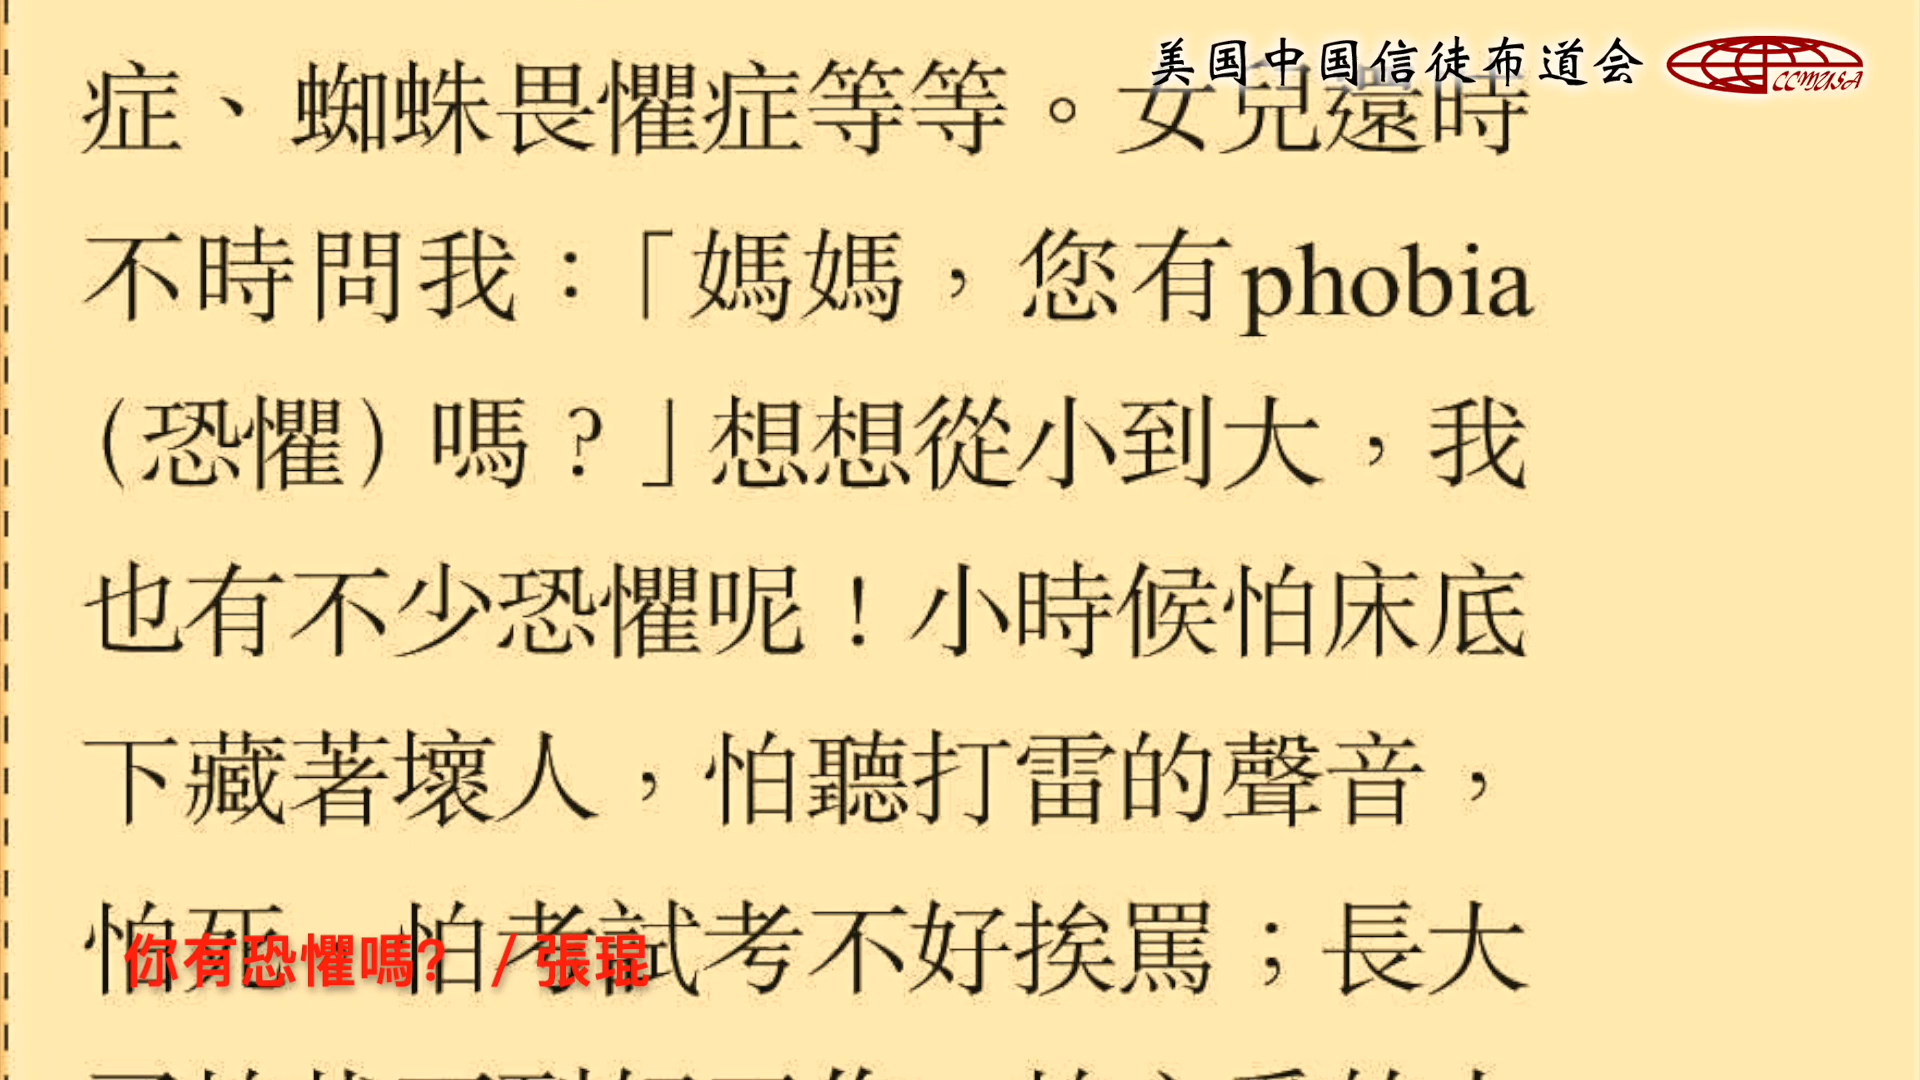 美国中国信徒布道会 CCMUSA
症、蜘蛛畏懼症等等。女兒還時
不時問我:「媽媽,您有phobia
(恐懼)嗎?」想想從小到大,我
也有不少恐懼呢!小時候怕床底
下藏著壞人,怕聽打雷的聲音,
怕死 怕考試考不好挨罵;長大
你有恐懼嗎? / 張琨